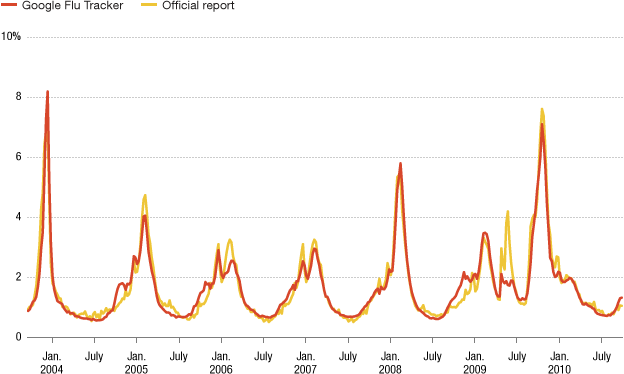 Google Flu Tracker Official report
10%
8
6
4
2
0
Jan. July Jan. July Jan. July Jan. July Jan. July Jan. July Jan. July
2004 2005 2006 2007 2008 2009 2010